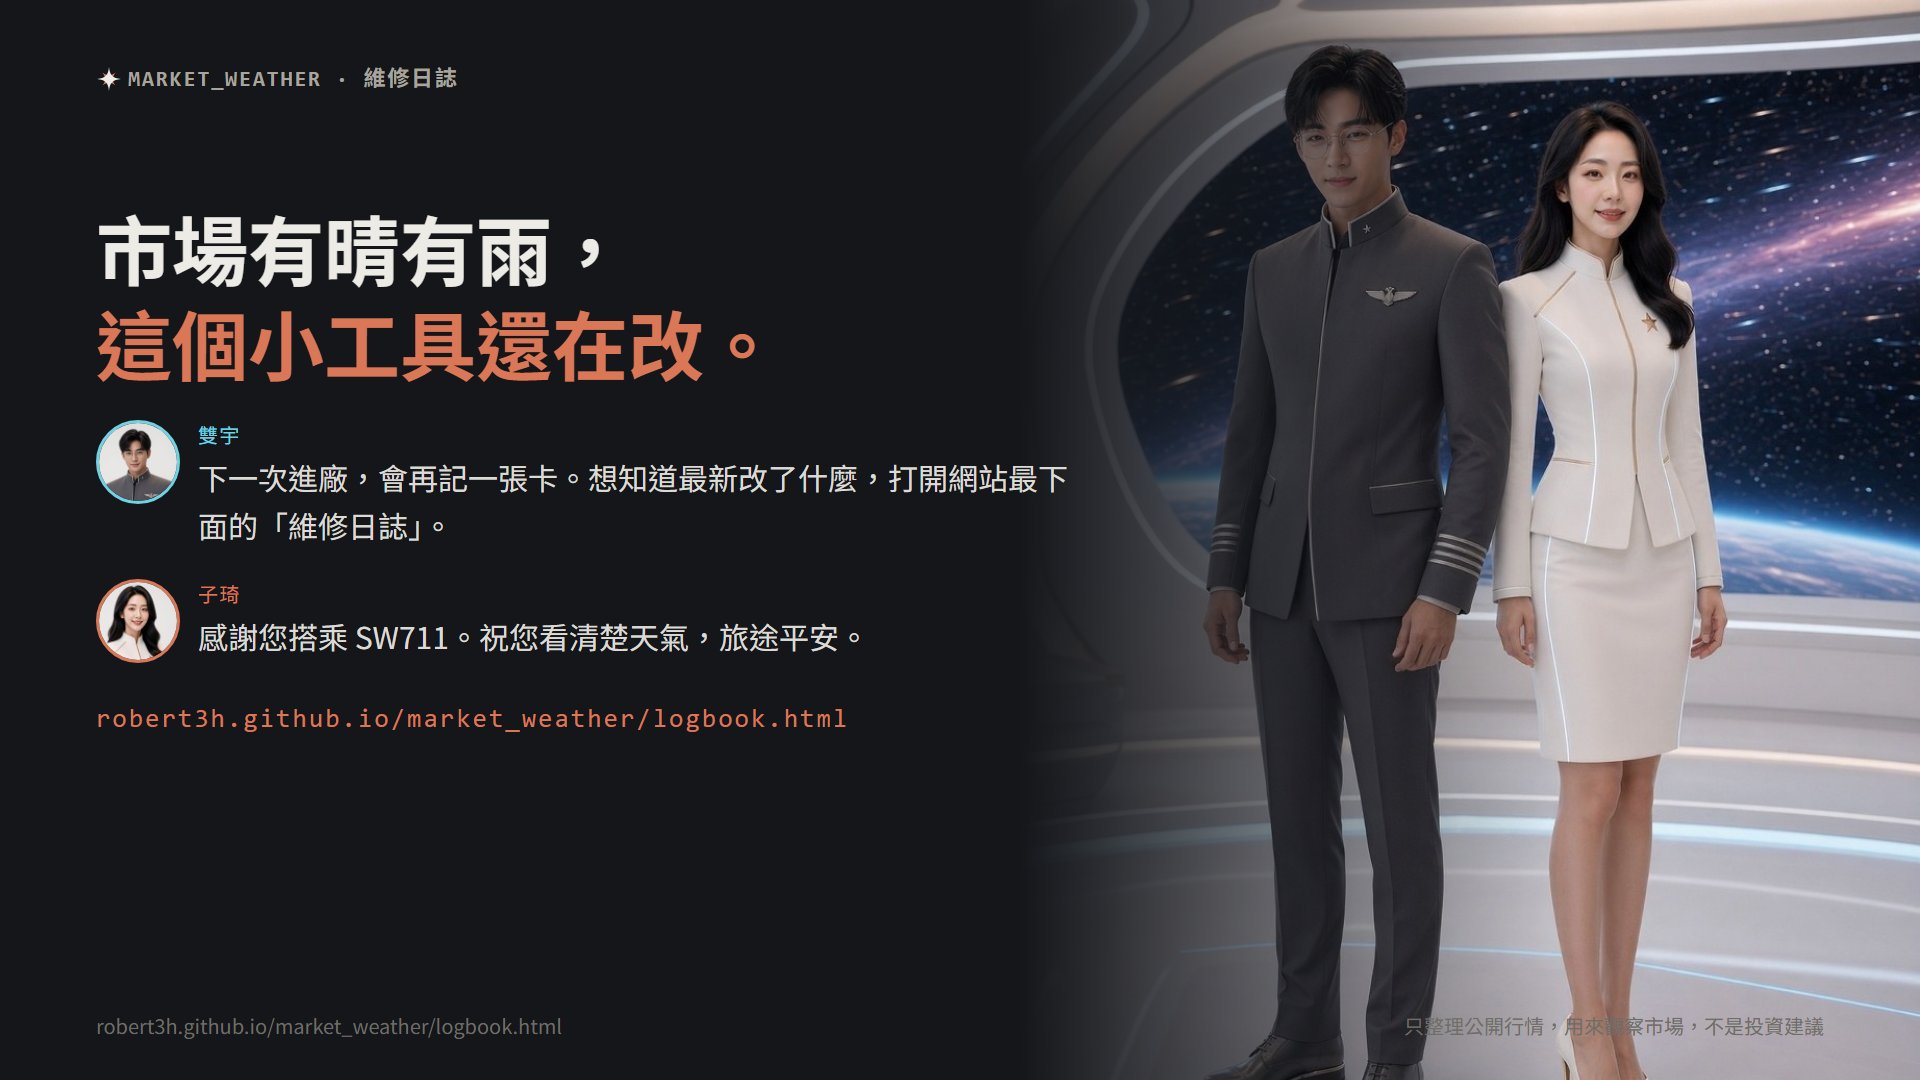 MARKET_WEATHER · 維修日誌
市場有晴有雨，
這個小工具還在改。
雙宇
下一次進廠，會再記一張卡。想知道最新改了什麼，打開網站最下
面的「維修日誌」。
子琦
感謝您搭乘 SW711。祝您看清楚天氣，旅途平安。
robert3h.github.io/market_weather/logbook.html
robert3h.github.io/market_weather/logbook.html
只整理公開行情，用來觀察市場，不是投資建議